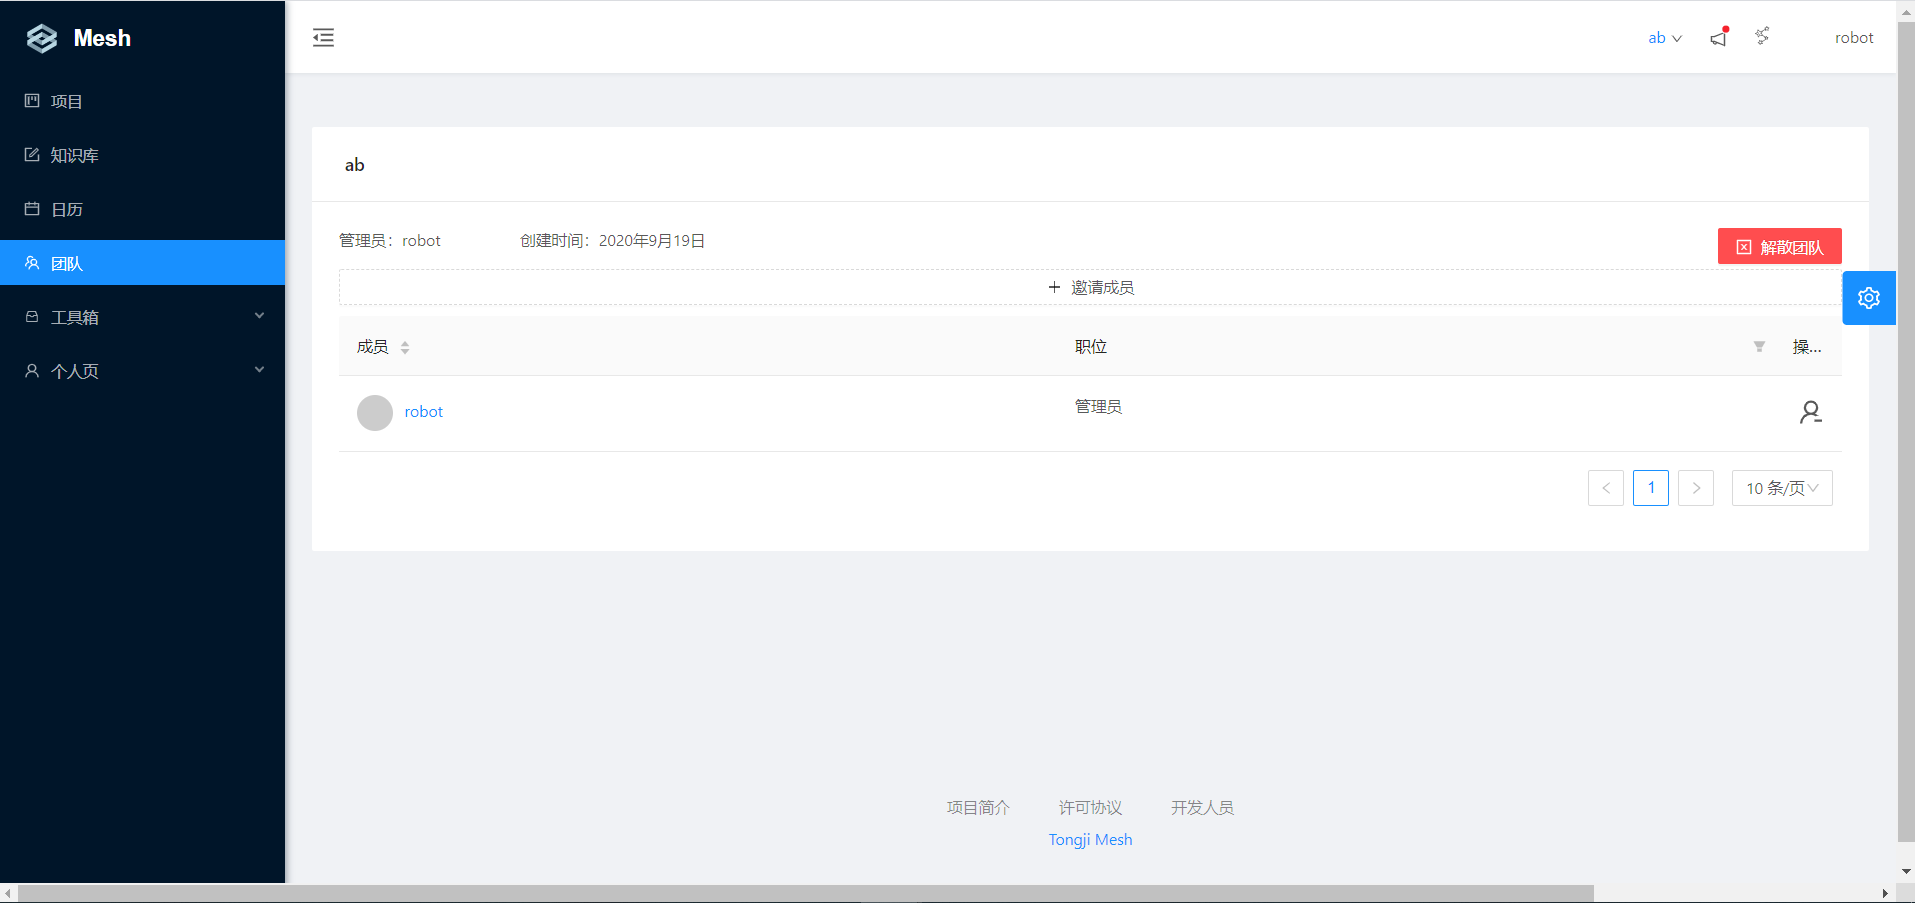 Mesh
项目
知识库
日历
团队
工具箱
个人页
ab
robot
ab
管理员：robot
创建时间：2020年9月19日
解散团队
邀请成员
成员
职位
操...
robot
管理员
1
10 条/页
项目简介
许可协议
开发人员
Tongji Mesh